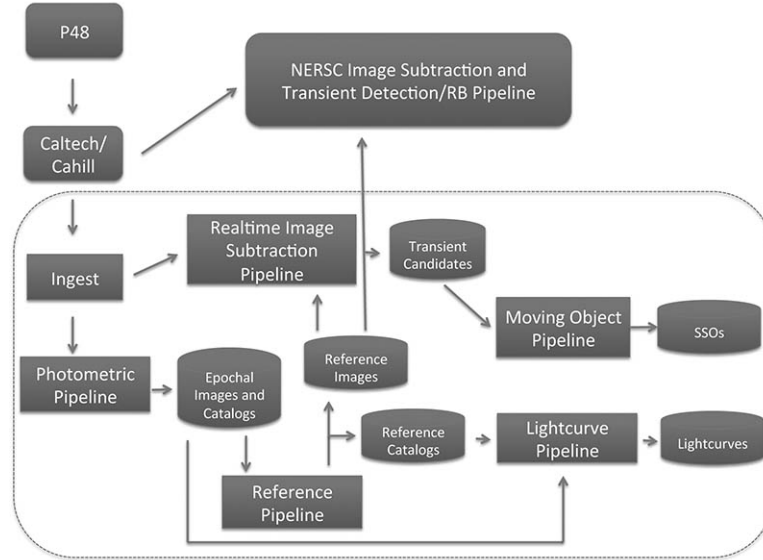 P48
NERSC Image Subtraction and
Transient Detection/RB Pipeline
Caltech/
Cahill
Realtime Image
Subtraction
Pipeline
Transient
Candidates
Ingest
Moving Object
Pipeline
SSOs
Photometric
Pipeline
Epochal
Images and
Catalogs
Reference
Images
Reference
Catalogs
Lightcurve
Pipeline
Lightcurves
Reference
Pipeline